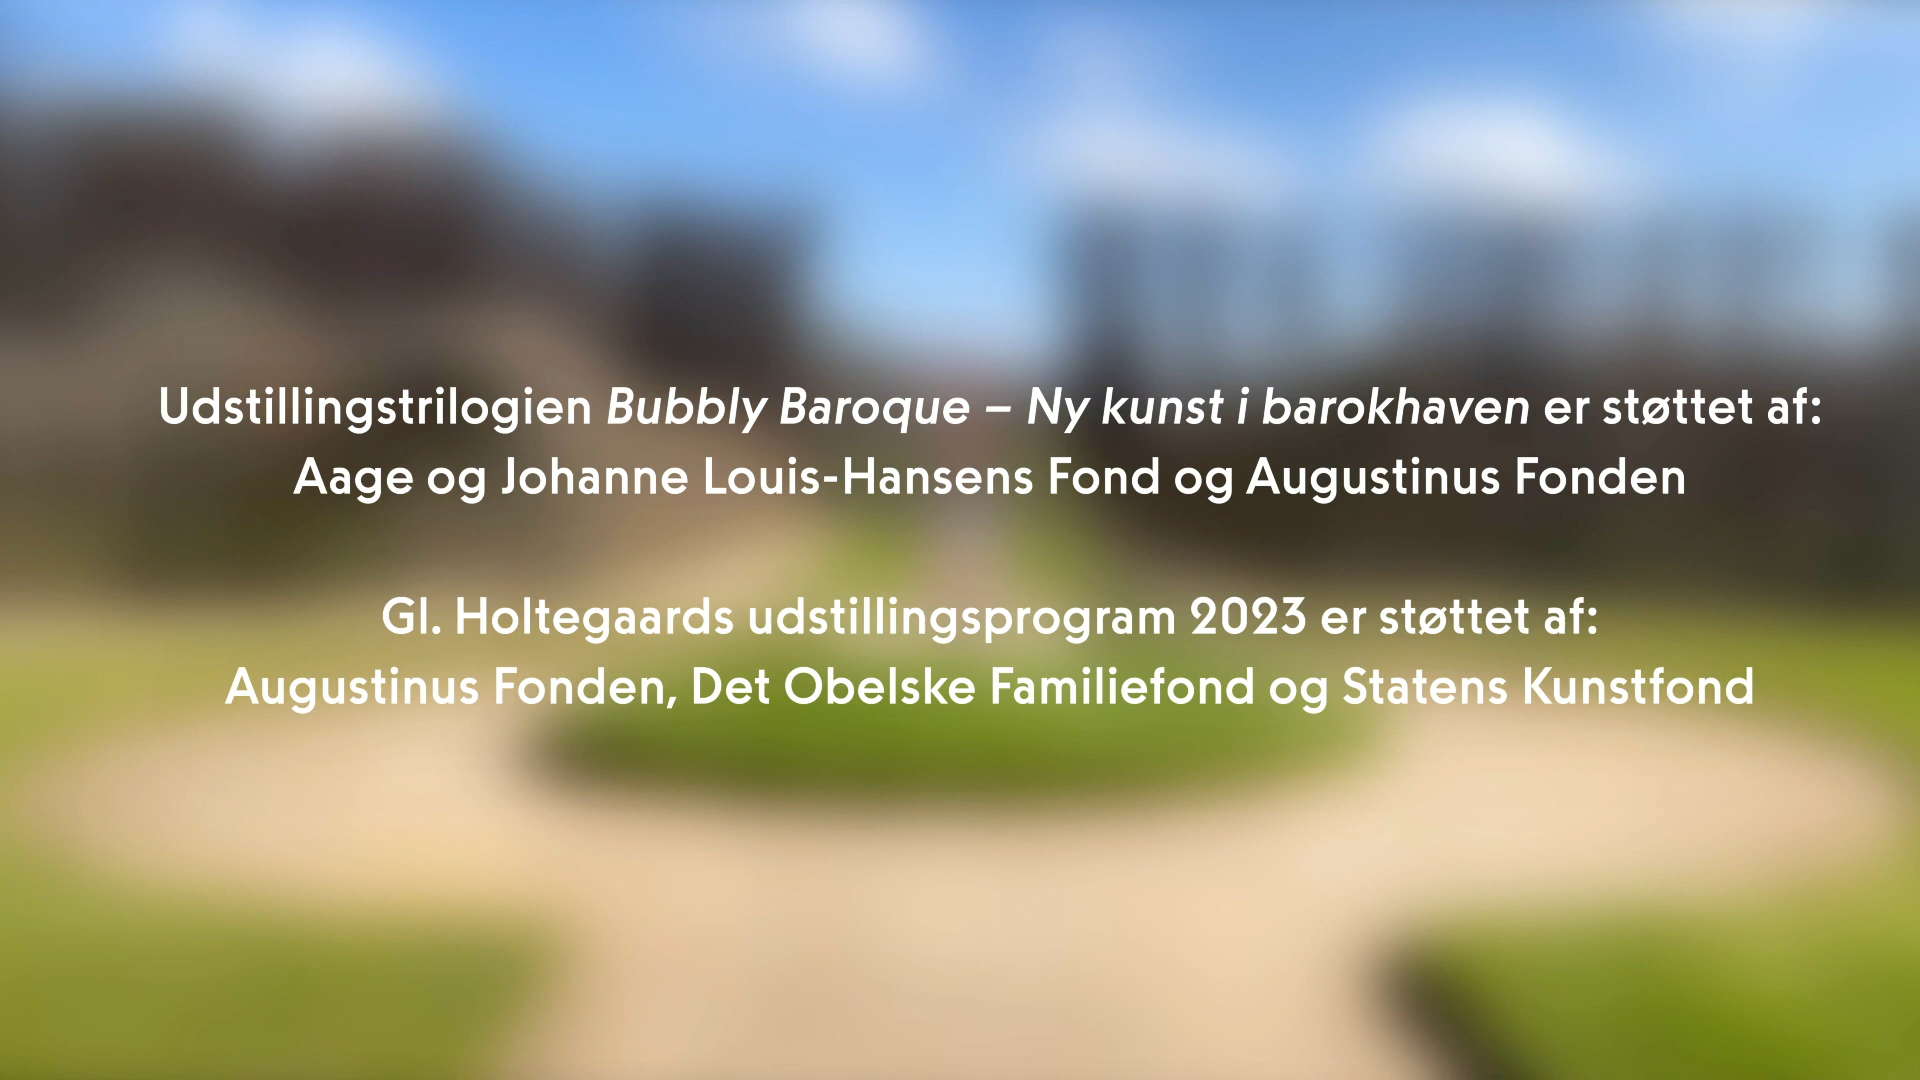 Udstillingstrilogien Bubbly Baroque – Ny kunst i barokhaven er støttet af:
Aage og Johanne Louis-Hansens Fond og Augustinus Fonden
Gl. Holtegaards udstillingsprogram 2023 er støttet af:
Augustinus Fonden, Det Obelske Familiefond og Statens Kunstfond